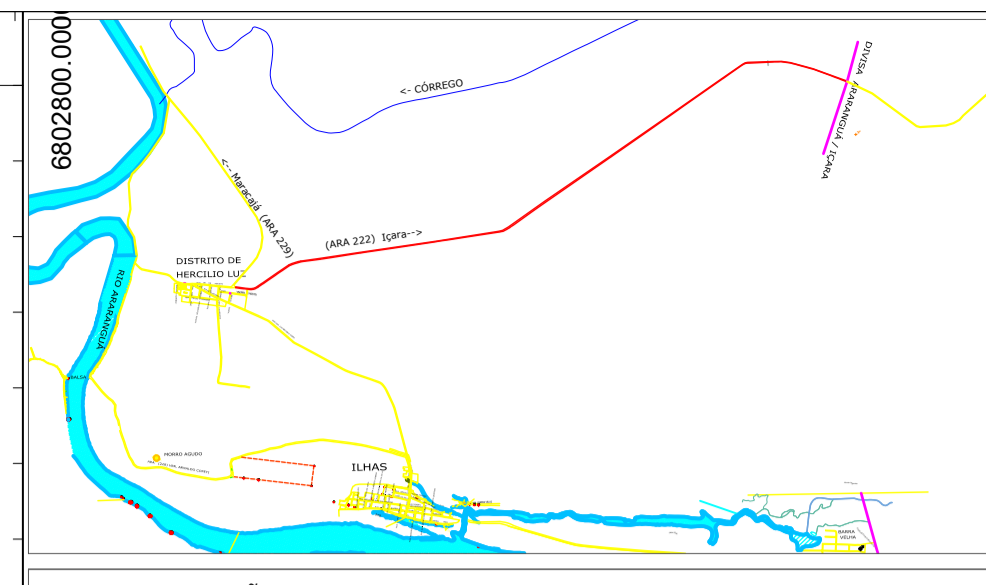 6802800.000
<- CÓRREGO
DIVISA ARARANGUÁ / IÇARA
<--- Maracajá (ARA 229)
(ARA 222) Içara-->
DISTRITO DE
HERCILIO LUZ
RIO ARARANGUÁ
BALSA
MORRO AGUDO
ILHAS
BARRA
VELHA